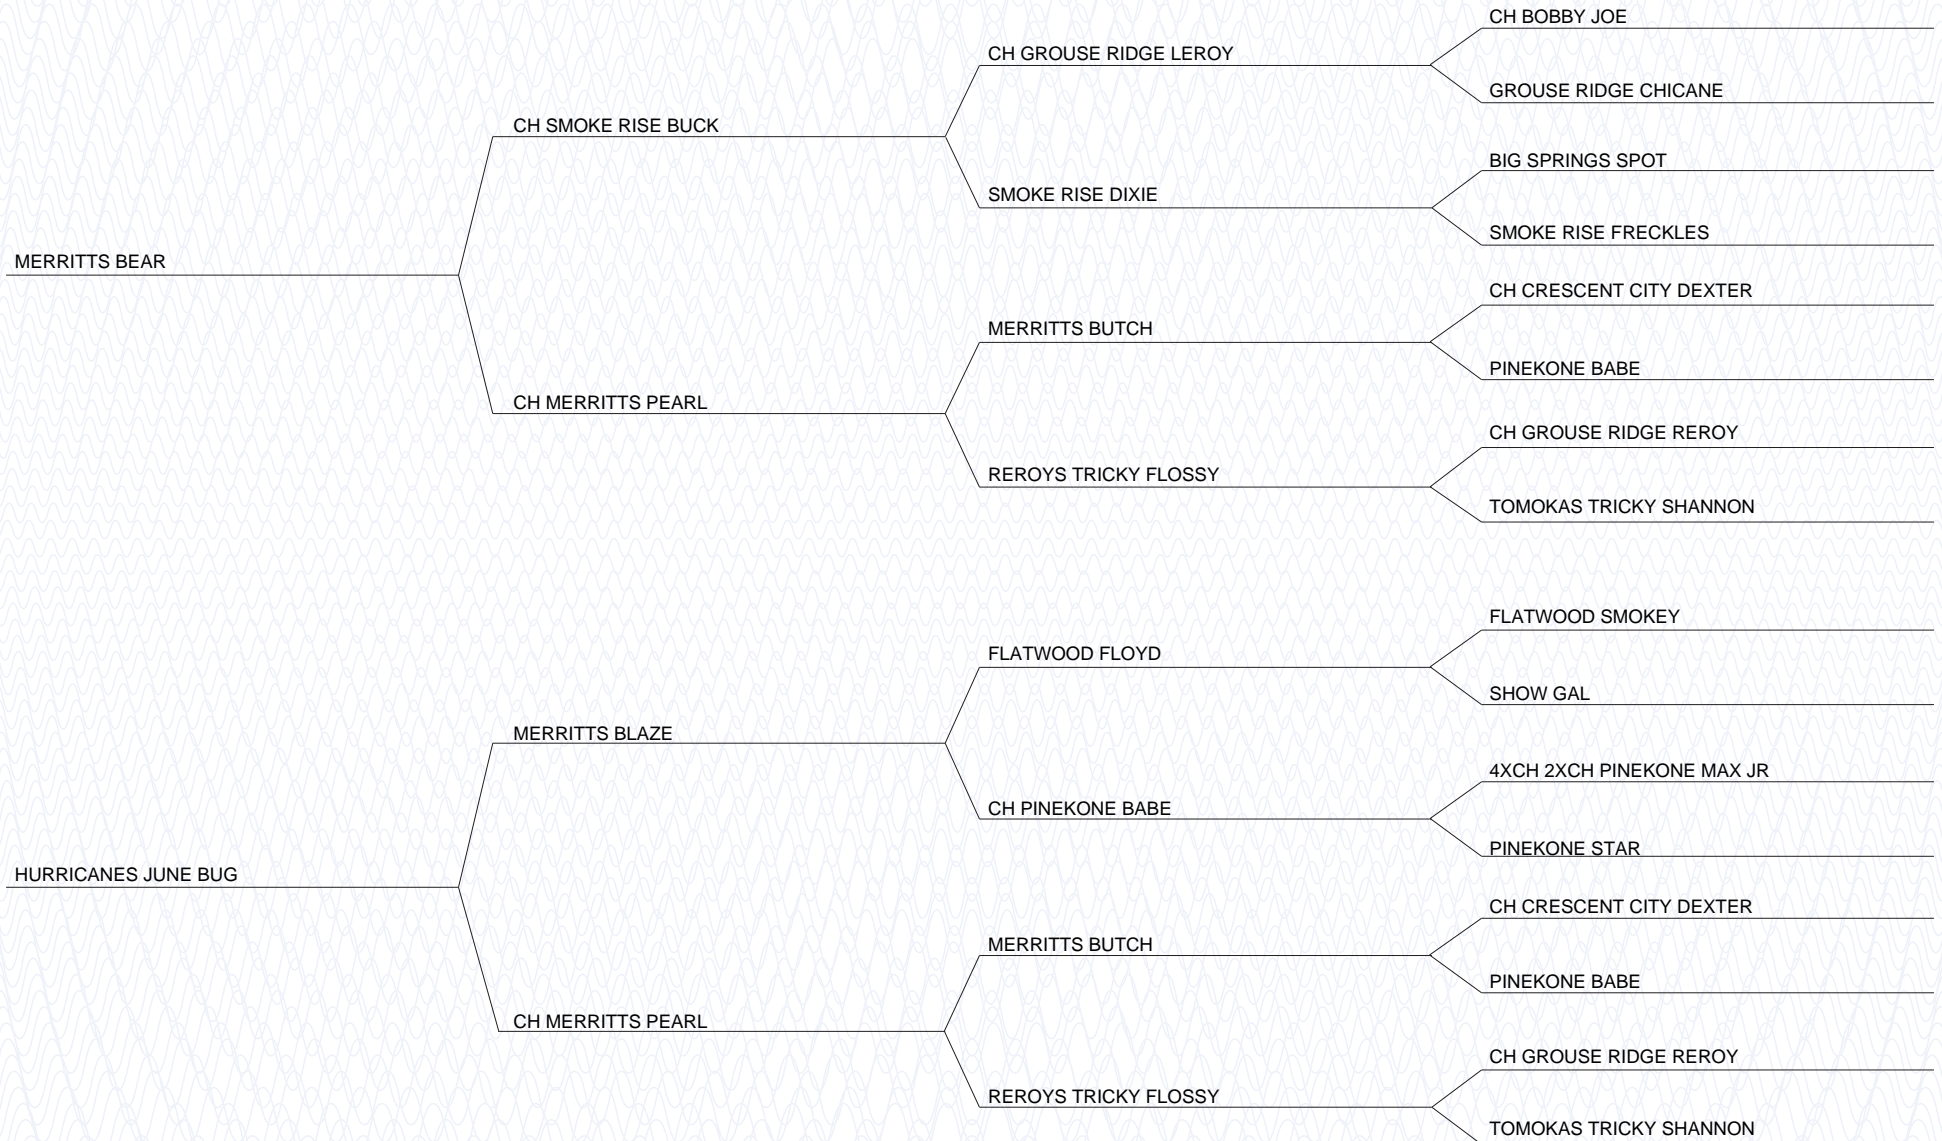 CH BOBBY JOE
CH GROUSE RIDGE LEROY
GROUSE RIDGE CHICANE
CH SMOKE RISE BUCK
BIG SPRINGS SPOT
SMOKE RISE DIXIE
SMOKE RISE FRECKLES
MERRITTS BEAR
CH CRESCENT CITY DEXTER
MERRITTS BUTCH
PINEKONE BABE
CH MERRITTS PEARL
CH GROUSE RIDGE REROY
REROYS TRICKY FLOSSY
TOMOKAS TRICKY SHANNON
FLATWOOD SMOKEY
FLATWOOD FLOYD
SHOW GAL
MERRITTS BLAZE
4XCH 2XCH PINEKONE MAX JR
CH PINEKONE BABE
PINEKONE STAR
HURRICANES JUNE BUG
CH CRESCENT CITY DEXTER
MERRITTS BUTCH
PINEKONE BABE
CH MERRITTS PEARL
CH GROUSE RIDGE REROY
REROYS TRICKY FLOSSY
TOMOKAS TRICKY SHANNON